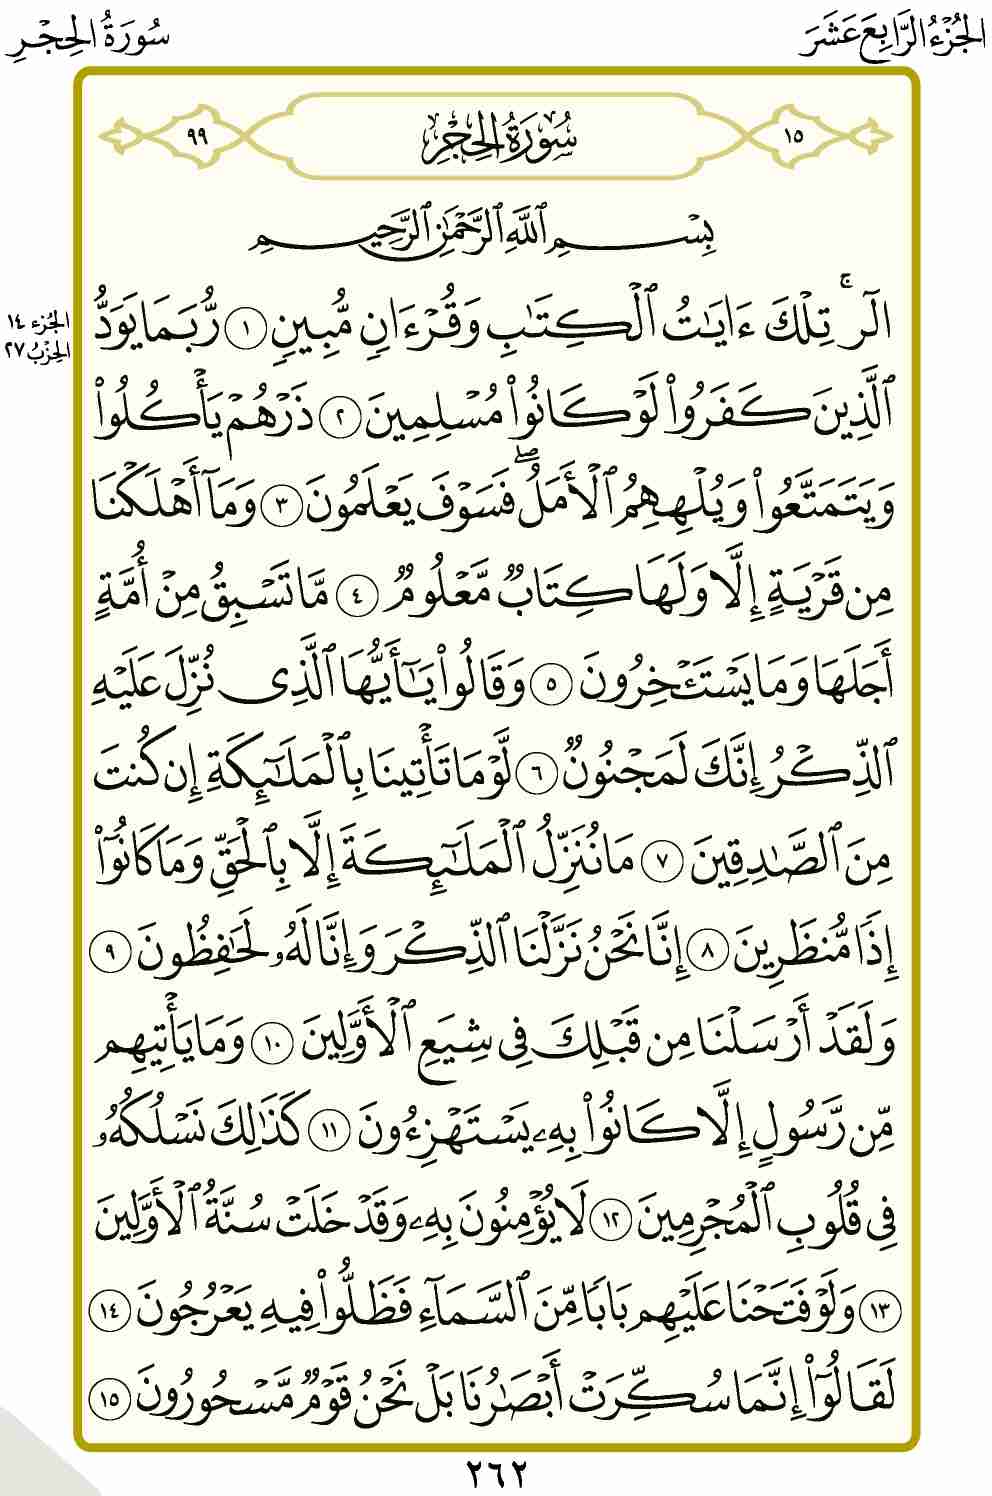 الجُزْءُ الرَّابِعَ عَشَرَ
سُورَةُ الحِجْرِ
١٥
سُورَةُ الحِجْرِ
٩٩
بِسْمِ ٱللَّهِ ٱلرَّحْمَٰنِ ٱلرَّحِيمِ
الٓرۚ تِلْكَ ءَايَٰتُ ٱلْكِتَٰبِ وَقُرْءَانٍ مُّبِينٍ ١ رُّبَمَا يَوَدُّ
الجُزء ١٤
الحِزْبُ ٢٧
ٱلَّذِينَ كَفَرُوا۟ لَوْ كَانُوا۟ مُسْلِمِينَ ٢ ذَرْهُمْ يَأْكُلُوا۟
وَيَتَمَتَّعُوا۟ وَيُلْهِهِمُ ٱلْأَمَلُۖ فَسَوْفَ يَعْلَمُونَ ٣ وَمَآ أَهْلَكْنَا
مِن قَرْيَةٍ إِلَّا وَلَهَا كِتَابٌ مَّعْلُومٌ ٤ مَّا تَسْبِقُ مِنْ أُمَّةٍ
أَجَلَهَا وَمَا يَسْتَـْٔخِرُونَ ٥ وَقَالُوا۟ يَٰٓأَيُّهَا ٱلَّذِى نُزِّلَ عَلَيْهِ
ٱلذِّكْرُ إِنَّكَ لَمَجْنُونٌ ٦ لَّوْ مَا تَأْتِينَا بِٱلْمَلَٰٓئِكَةِ إِن كُنتَ
مِنَ ٱلصَّٰدِقِينَ ٧ مَا نُنَزِّلُ ٱلْمَلَٰٓئِكَةَ إِلَّا بِٱلْحَقِّ وَمَا كَانُوٓا۟
إِذًا مُّنظَرِينَ ٨ إِنَّا نَحْنُ نَزَّلْنَا ٱلذِّكْرَ وَإِنَّا لَهُۥ لَحَٰفِظُونَ ٩
وَلَقَدْ أَرْسَلْنَا مِن قَبْلِكَ فِى شِيَعِ ٱلْأَوَّلِينَ ١٠ وَمَا يَأْتِيهِم
مِّن رَّسُولٍ إِلَّا كَانُوا۟ بِهِۦ يَسْتَهْزِءُونَ ١١ كَذَٰلِكَ نَسْلُكُهُۥ
فِى قُلُوبِ ٱلْمُجْرِمِينَ ١٢ لَا يُؤْمِنُونَ بِهِۦ وَقَدْ خَلَتْ سُنَّةُ ٱلْأَوَّلِينَ
١٣ وَلَوْ فَتَحْنَا عَلَيْهِم بَابًا مِّنَ ٱلسَّمَآءِ فَظَلُّوا۟ فِيهِ يَعْرُجُونَ ١٤
لَقَالُوٓا۟ إِنَّمَا سُكِّرَتْ أَبْصَٰرُنَا بَلْ نَحْنُ قَوْمٌ مَّسْحُورُونَ ١٥
٢٦٢